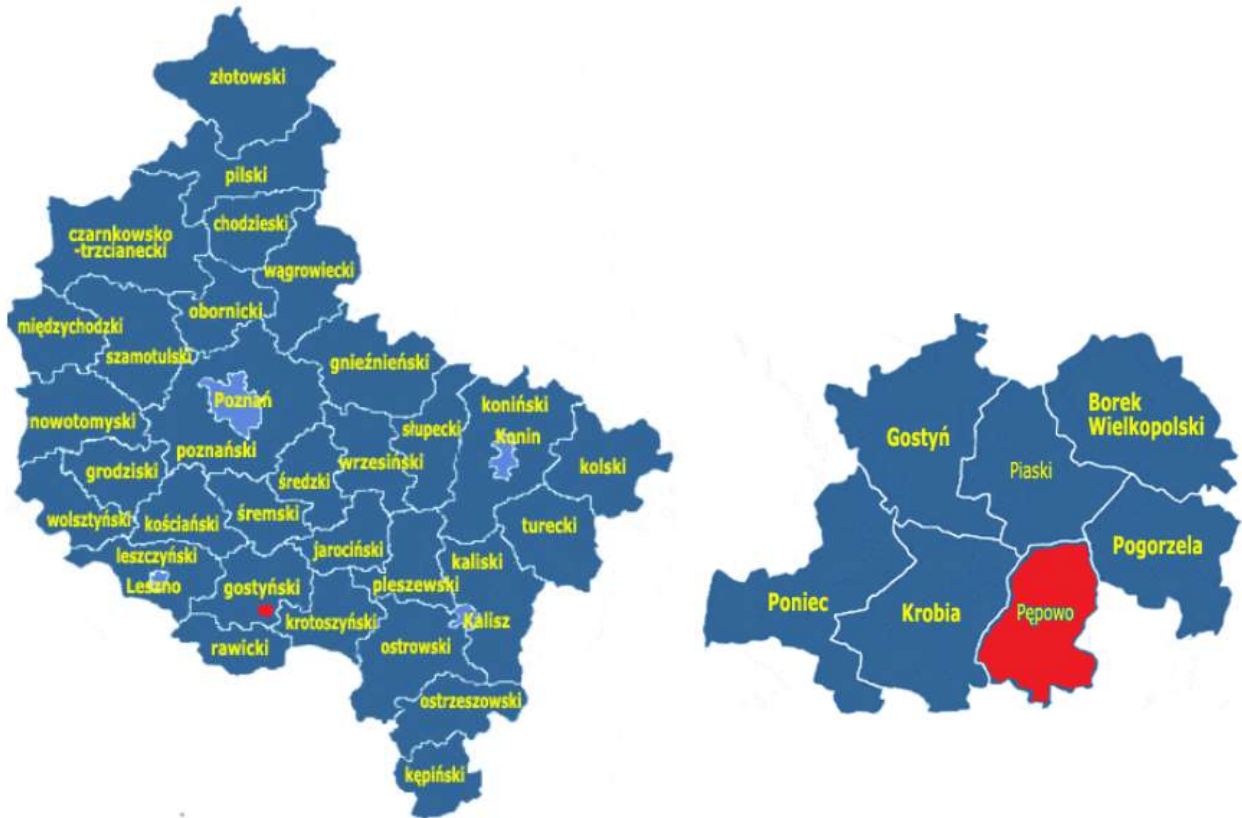 złotowski
pilski
chodzieski
czarnkowsko
-trzcianecki
wągrowiecki
obornicki
międzychodzki
szamotulski
gnieźnieński
Poznań
koniński
nowotomyski
słupecki
Konin
poznański
wrzesiński
kolski
grodziski
średzki
wolsztyński
kościański
śremski
turecki
jarociński
leszczyński
kaliski
Leszno
gostyński
pleszewski
krotoszyński
Kalisz
rawicki
ostrowski
ostrzeszowski
kępiński
Borek
Wielkopolski
Gostyń
Piaski
Pogorzela
Poniec
Krobia
Pępowo